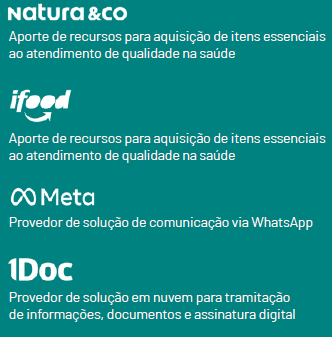 Natura &co
Aporte de recursos para aquisição de itens essenciais
ao atendimento de qualidade na saúde
ifood
Aporte de recursos para aquisição de itens essenciais
ao atendimento de qualidade na saúde
Meta
Provedor de solução de comunicação via WhatsApp
1Doc
Provedor de solução em nuvem para tramitação
de informações, documentos e assinatura digital